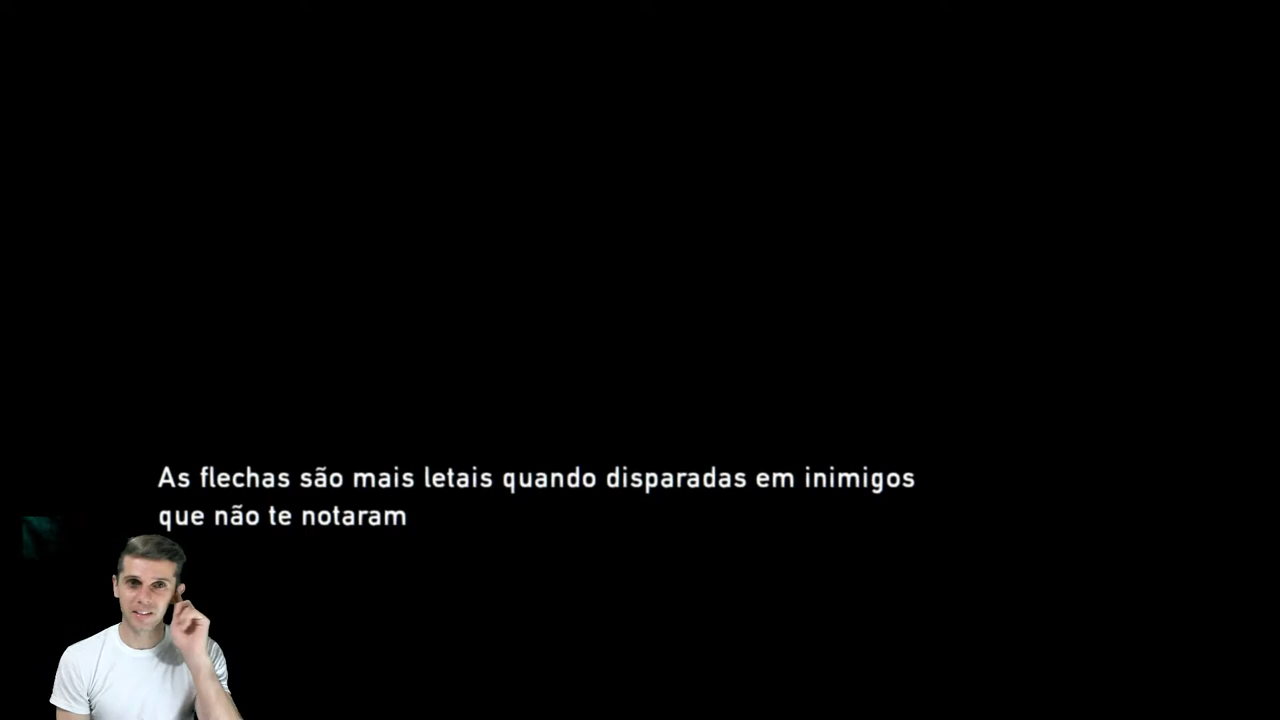 As flechas são mais letais quando disparadas em inimigos
que não te notaram